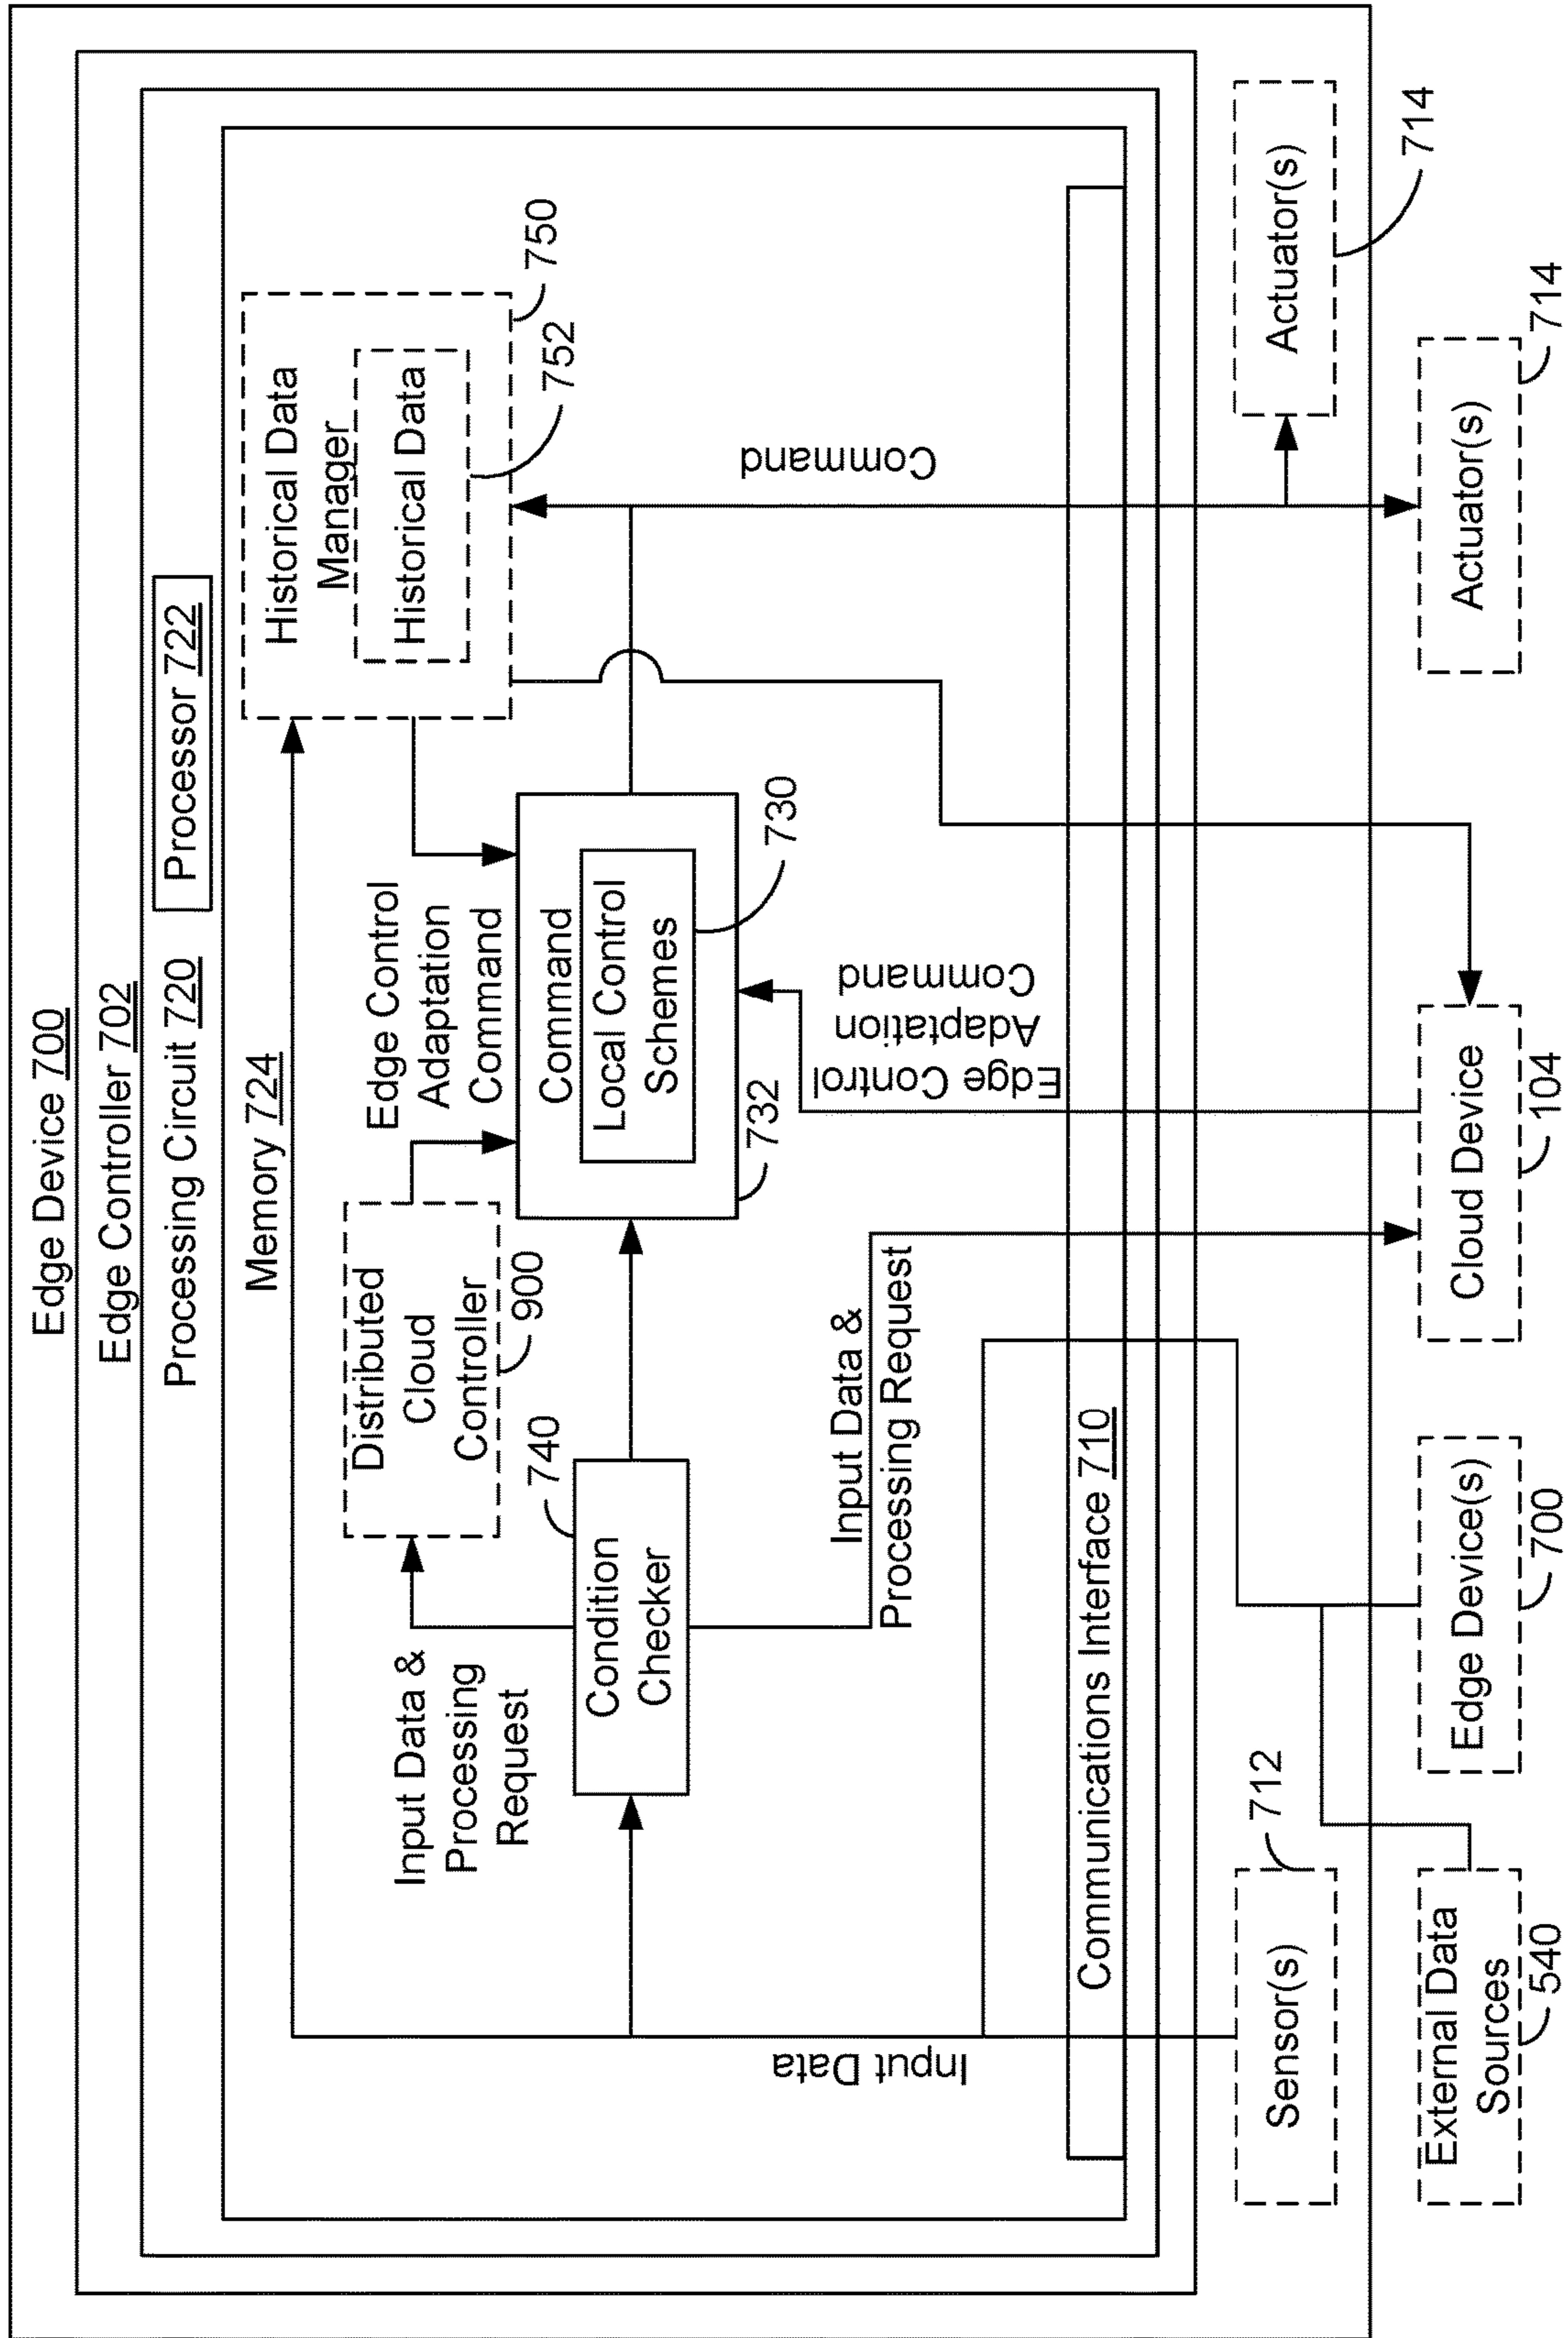 Edge Device 700
Edge Controller 702
Processing Circuit 720
Processor 722
Memory 724
Historical Data
Manager
Historical Data
750
752
Distributed
Cloud
Controller
900
Edge Control
Adaptation
Command
Input Data &
Processing
Request
740
Condition
Checker
Command
Local Control
Schemes
730
732
Command
Edge Control
Adaptation
Command
Input Data &
Processing Request
Input Data
Communications Interface 710
Sensor(s)
712
Actuator(s)
714
External Data
Sources
540
Edge Device(s)
700
Cloud Device
104
Actuator(s)
714